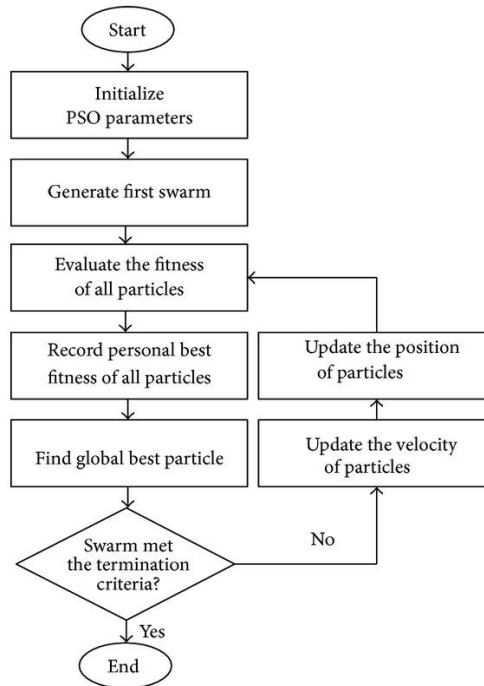 Start
Initialize
PSO parameters
Generate first swarm
Evaluate the fitness
of all particles
Record personal best
fitness of all particles
Update the position
of particles
Find global best particle
Update the velocity
of particles
Swarm met
the termination
criteria?
No
Yes
End